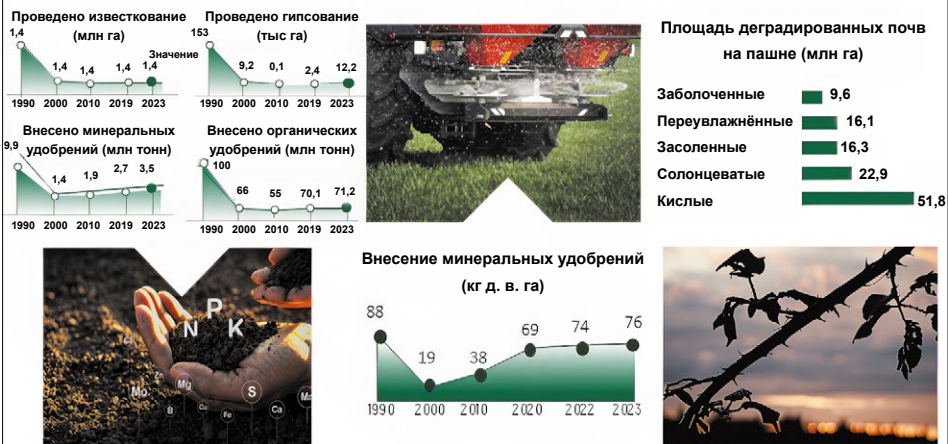 Проведено известкование
(млн га)
1,4
1,4
1,4
1,4
1,4
Значение
1990 2000 2010 2019 2023
Проведено гипсование
(тыс га)
153
9,2
0,1
2,4
12,2
1990 2000 2010 2019 2023
Внесено минеральных
удобрений (млн тонн)
9,9
1,4
1,9
2,7
3,5
1990 2000 2010 2019 2023
Внесено органических
удобрений (млн тонн)
100
66
55
70,1
71,2
1990 2000 2010 2019 2023
Площадь деградированных почв
на пашне (млн га)
Заболоченные 9,6
Переувлажнённые 16,1
Засоленные 16,3
Солонцеватые 22,9
Кислые 51,8
N P K
Mo
Zn
Mg
B
Cu
Fe
S
Ca
Mn
Внесение минеральных удобрений
(кг д. в. га)
88
19
38
69
74
76
1990 2000 2010 2020 2022 2023